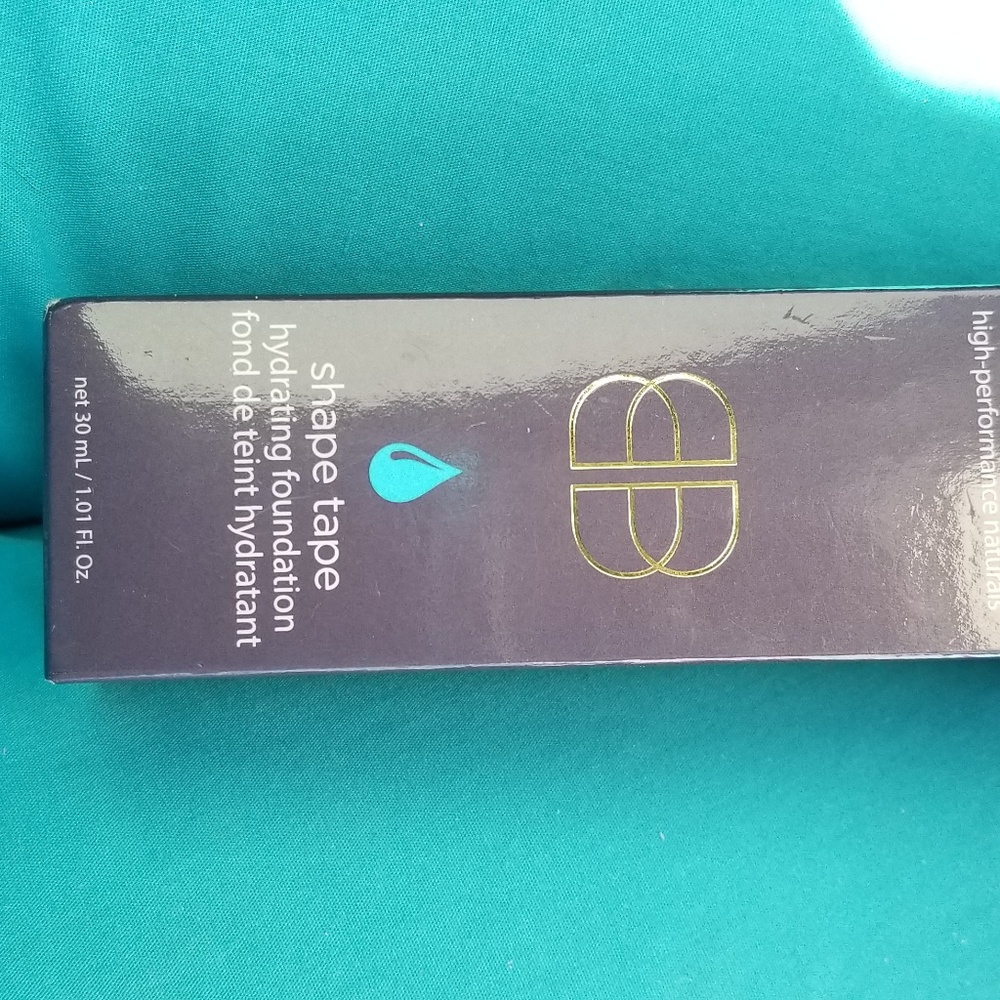 high-performance naturals
shape tape
hydrating foundation
fond de teint hydratant
net 30 mL / 1.01 Fl. Oz.